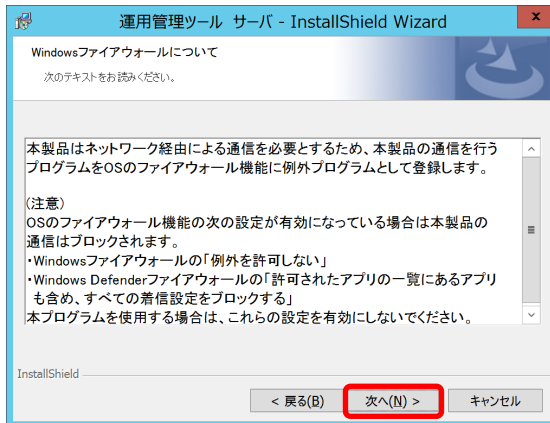 運用管理ツール サーバ - InstallShield Wizard
x
Windowsファイアウォールについて
次のテキストをお読みください。
本製品はネットワーク経由による通信を必要とするため、本製品の通信を行う
プログラムをOSのファイアウォール機能に例外プログラムとして登録します。
(注意)
OSのファイアウォール機能の次の設定が有効になっている場合は本製品の
通信はブロックされます。
・Windowsファイアウォールの「例外を許可しない」
・Windows Defenderファイアウォールの「許可されたアプリの一覧にあるアプリ
も含め、すべての着信設定をブロックする」
本プログラムを使用する場合は、これらの設定を有効にしないでください。
InstallShield
< 戻る(B) 次へ(N) > キャンセル